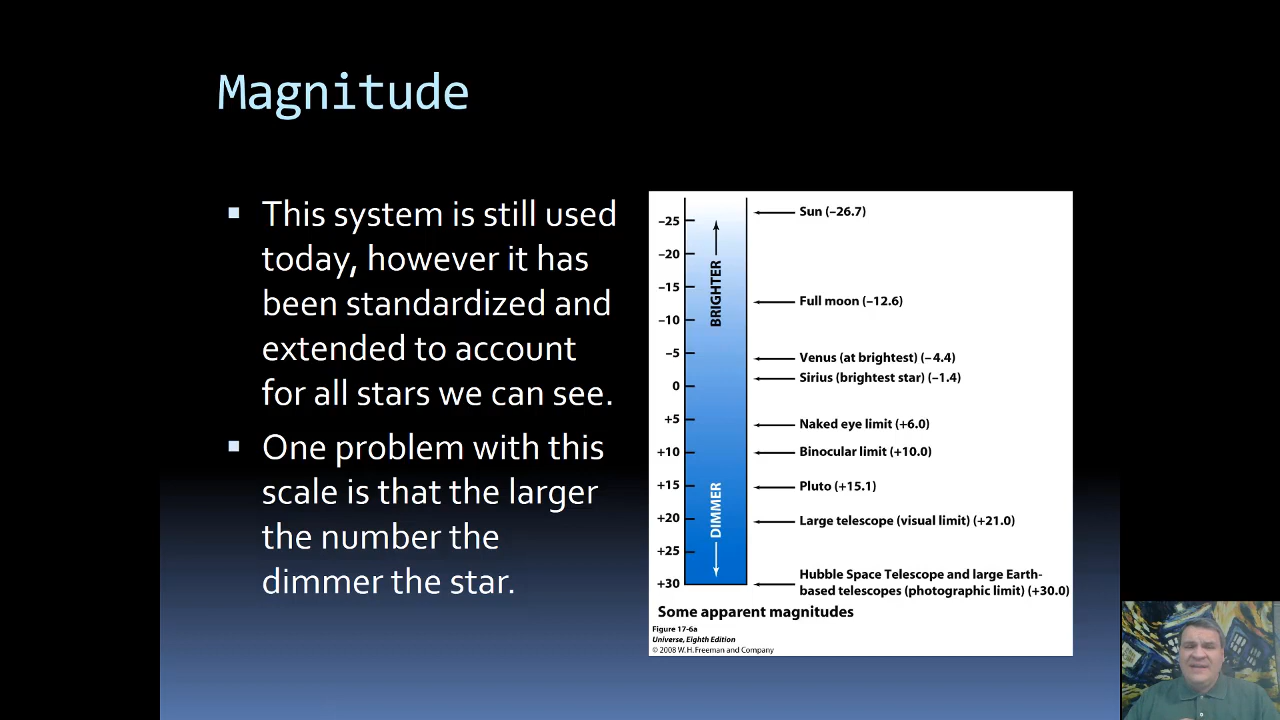 Magnitude
▪ This system is still used
today, however it has
been standardized and
extended to account
for all stars we can see.
▪ One problem with this
scale is that the larger
the number the
dimmer the star.
–25
–20
–15
–10
–5
0
+5
+10
+15
+20
+25
+30
BRIGHTER
DIMMER
Sun (–26.7)
Full moon (–12.6)
Venus (at brightest) (–4.4)
Sirius (brightest star) (–1.4)
Naked eye limit (+6.0)
Binocular limit (+10.0)
Pluto (+15.1)
Large telescope (visual limit) (+21.0)
Hubble Space Telescope and large Earth-
based telescopes (photographic limit) (+30.0)
Some apparent magnitudes
Figure 17-6a
Universe, Eighth Edition
© 2008 W. H. Freeman and Company